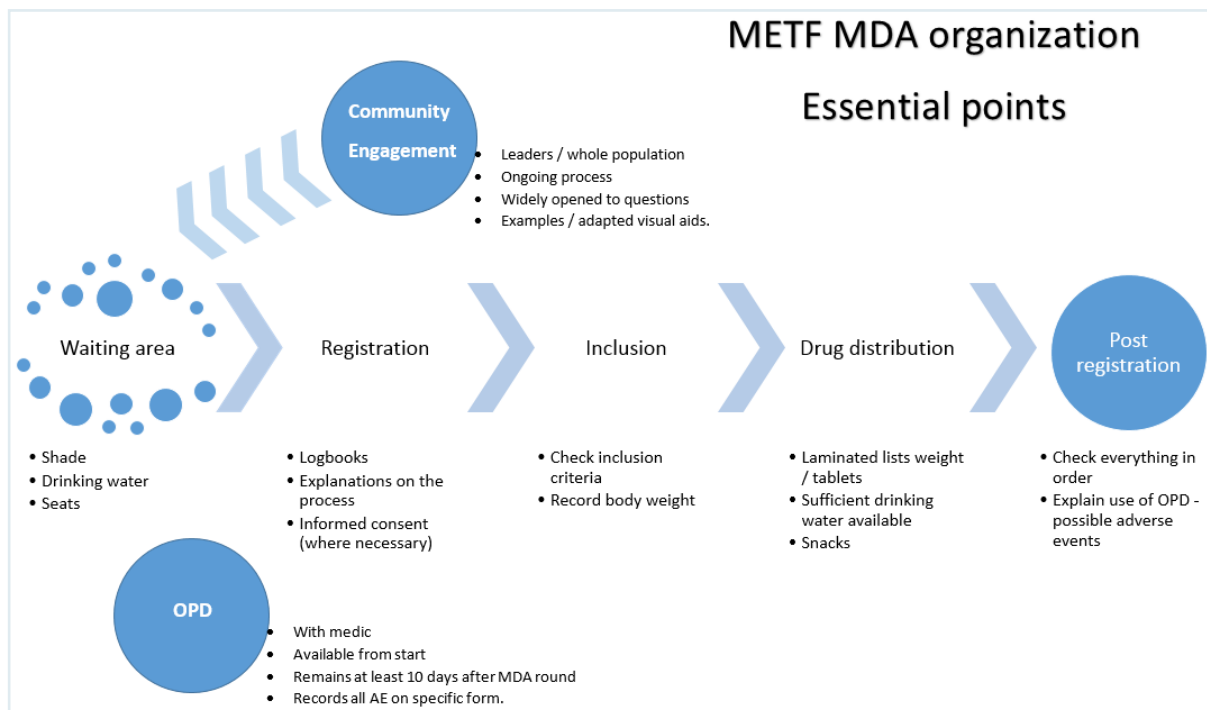 METF MDA organization
Essential points
Community
Engagement
• Leaders / whole population
• Ongoing process
• Widely opened to questions
• Examples / adapted visual aids.
Waiting area
Registration
Inclusion
Drug distribution
Post
registration
• Shade
• Drinking water
• Seats
• Logbooks
• Explanations on the
process
• Informed consent
(where necessary)
• Check inclusion
criteria
• Record body weight
• Laminated lists weight
/ tablets
• Sufficient drinking
water available
• Snacks
• Check everything in
order
• Explain use of OPD -
possible adverse
events
OPD
• With medic
• Available from start
• Remains at least 10 days after MDA round
• Records all AE on specific form.